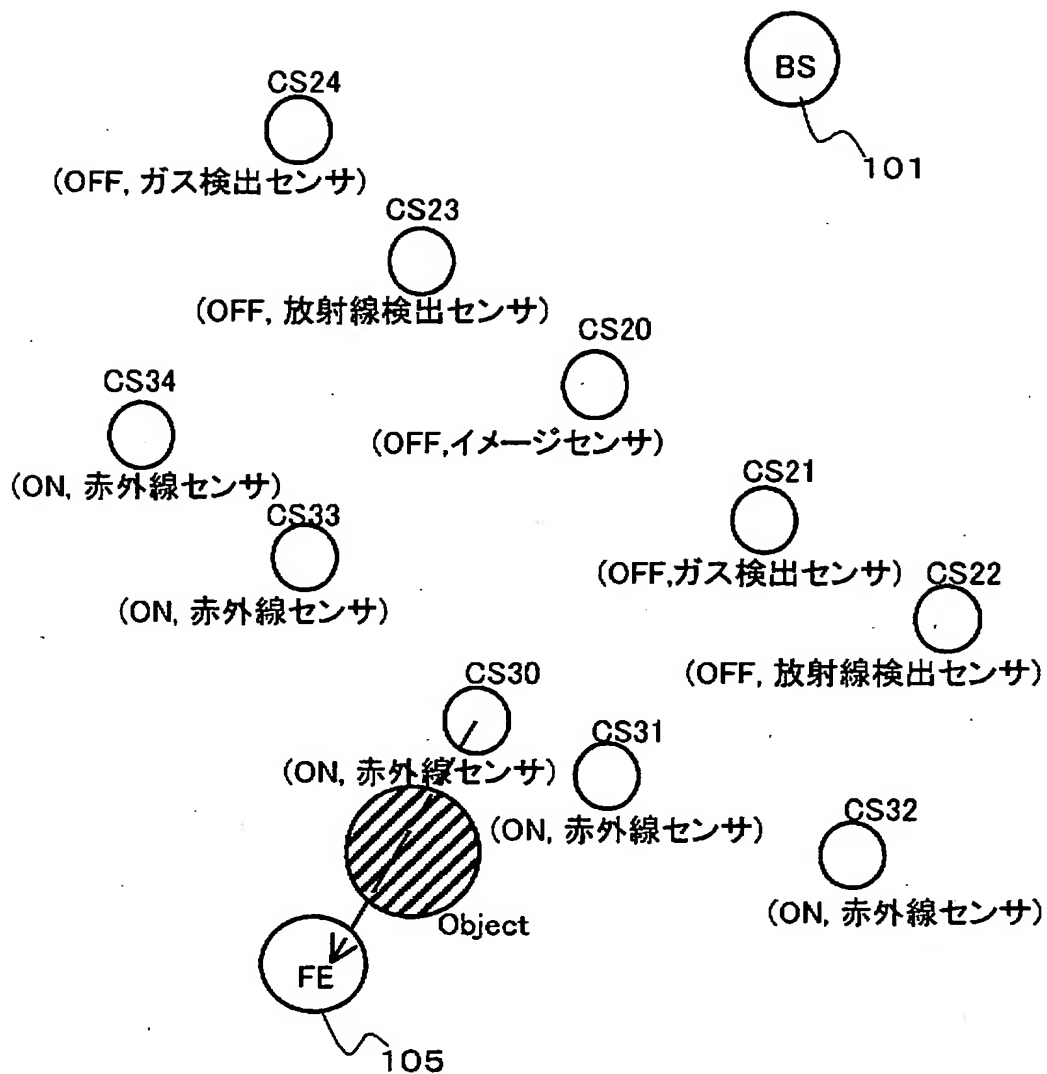 BS
101
CS24
(OFF, ガス検出センサ)
CS23
(OFF, 放射線検出センサ)
CS20
(OFF,イメージセンサ)
CS34
(ON, 赤外線センサ)
CS33
(ON, 赤外線センサ)
CS21
(OFF,ガス検出センサ)
CS22
(OFF, 放射線検出センサ)
CS30
(ON, 赤外線センサ)
CS31
(ON, 赤外線センサ)
CS32
(ON, 赤外線センサ)
Object
FE
105